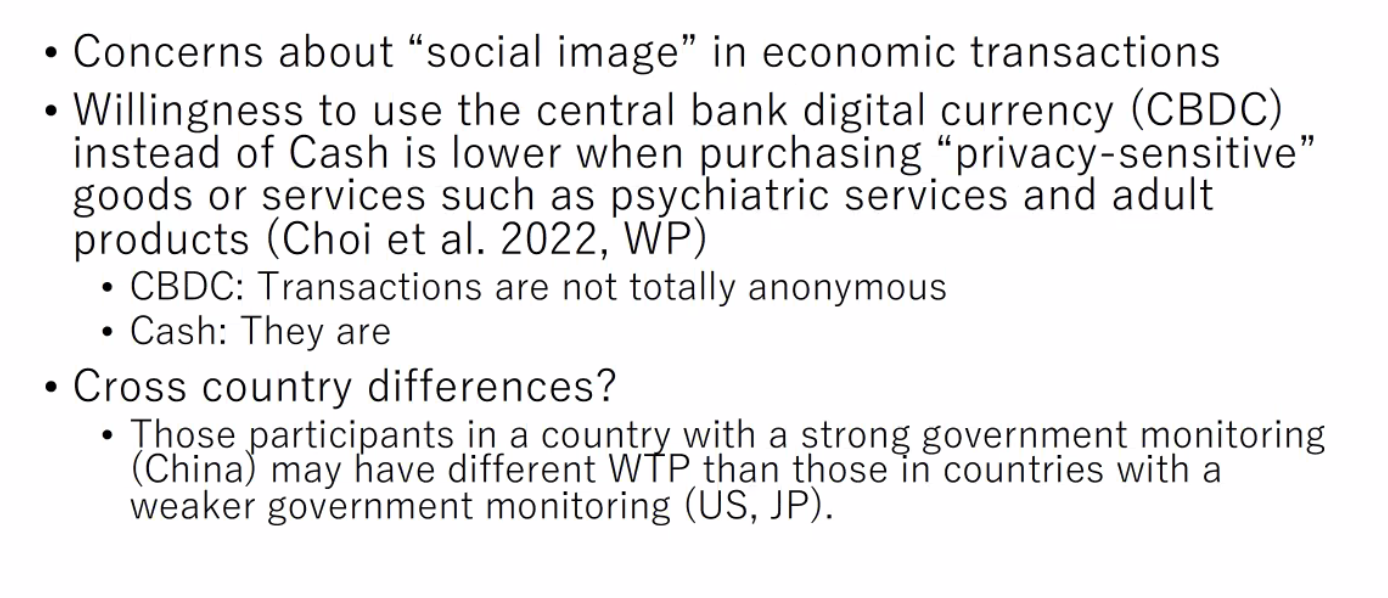 • Concerns about “social image” in economic transactions
• Willingness to use the central bank digital currency (CBDC)
instead of Cash is lower when purchasing “privacy-sensitive”
goods or services such as psychiatric services and adult
products (Choi et al. 2022, WP)
• CBDC: Transactions are not totally anonymous
• Cash: They are
• Cross country differences?
• Those participants in a country with a strong government monitoring
(China) may have different WTP than those in countries with a
weaker government monitoring (US, JP).